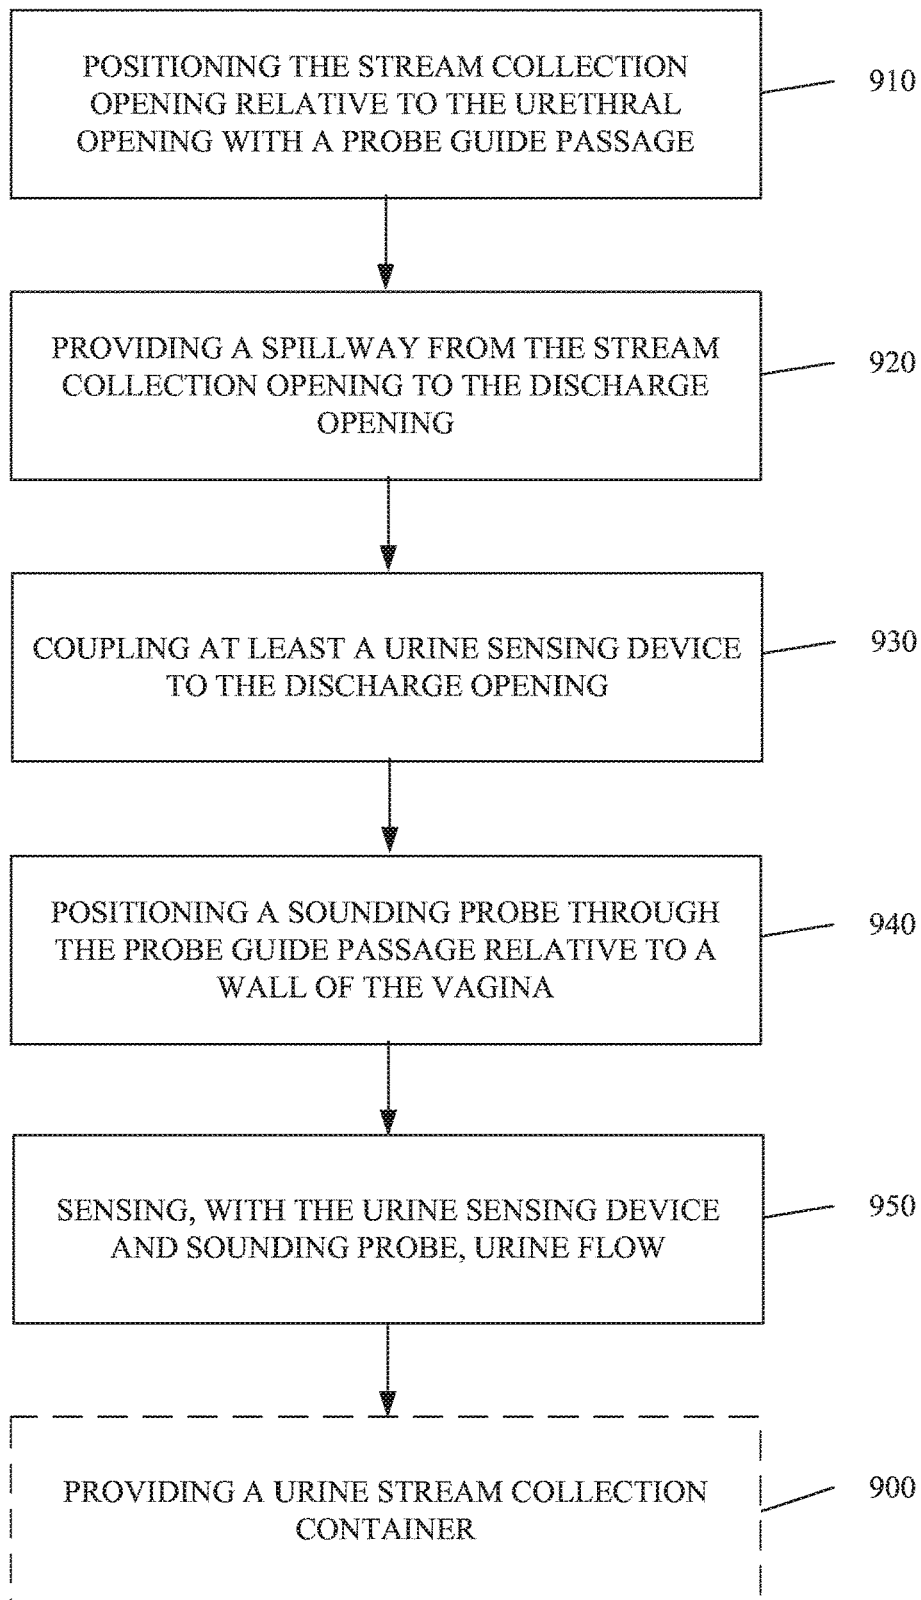 POSITIONING THE STREAM COLLECTION
OPENING RELATIVE TO THE URETHRAL
OPENING WITH A PROBE GUIDE PASSAGE
910
PROVIDING A SPILLWAY FROM THE STREAM
COLLECTION OPENING TO THE DISCHARGE
OPENING
920
COUPLING AT LEAST A URINE SENSING DEVICE
TO THE DISCHARGE OPENING
930
POSITIONING A SOUNDING PROBE THROUGH
THE PROBE GUIDE PASSAGE RELATIVE TO A
WALL OF THE VAGINA
940
SENSING, WITH THE URINE SENSING DEVICE
AND SOUNDING PROBE, URINE FLOW
950
PROVIDING A URINE STREAM COLLECTION
CONTAINER
900